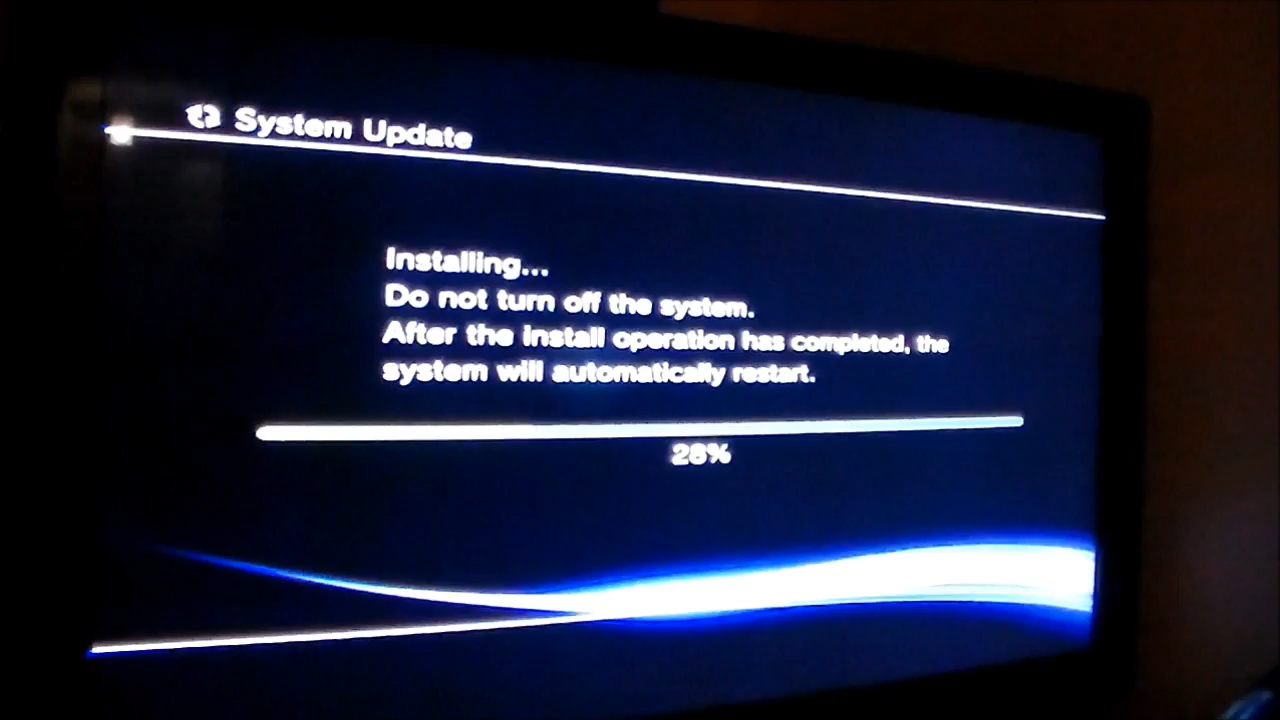 System Update
Installing...
Do not turn off the system.
After the install operation has completed, the
system will automatically restart.
28%